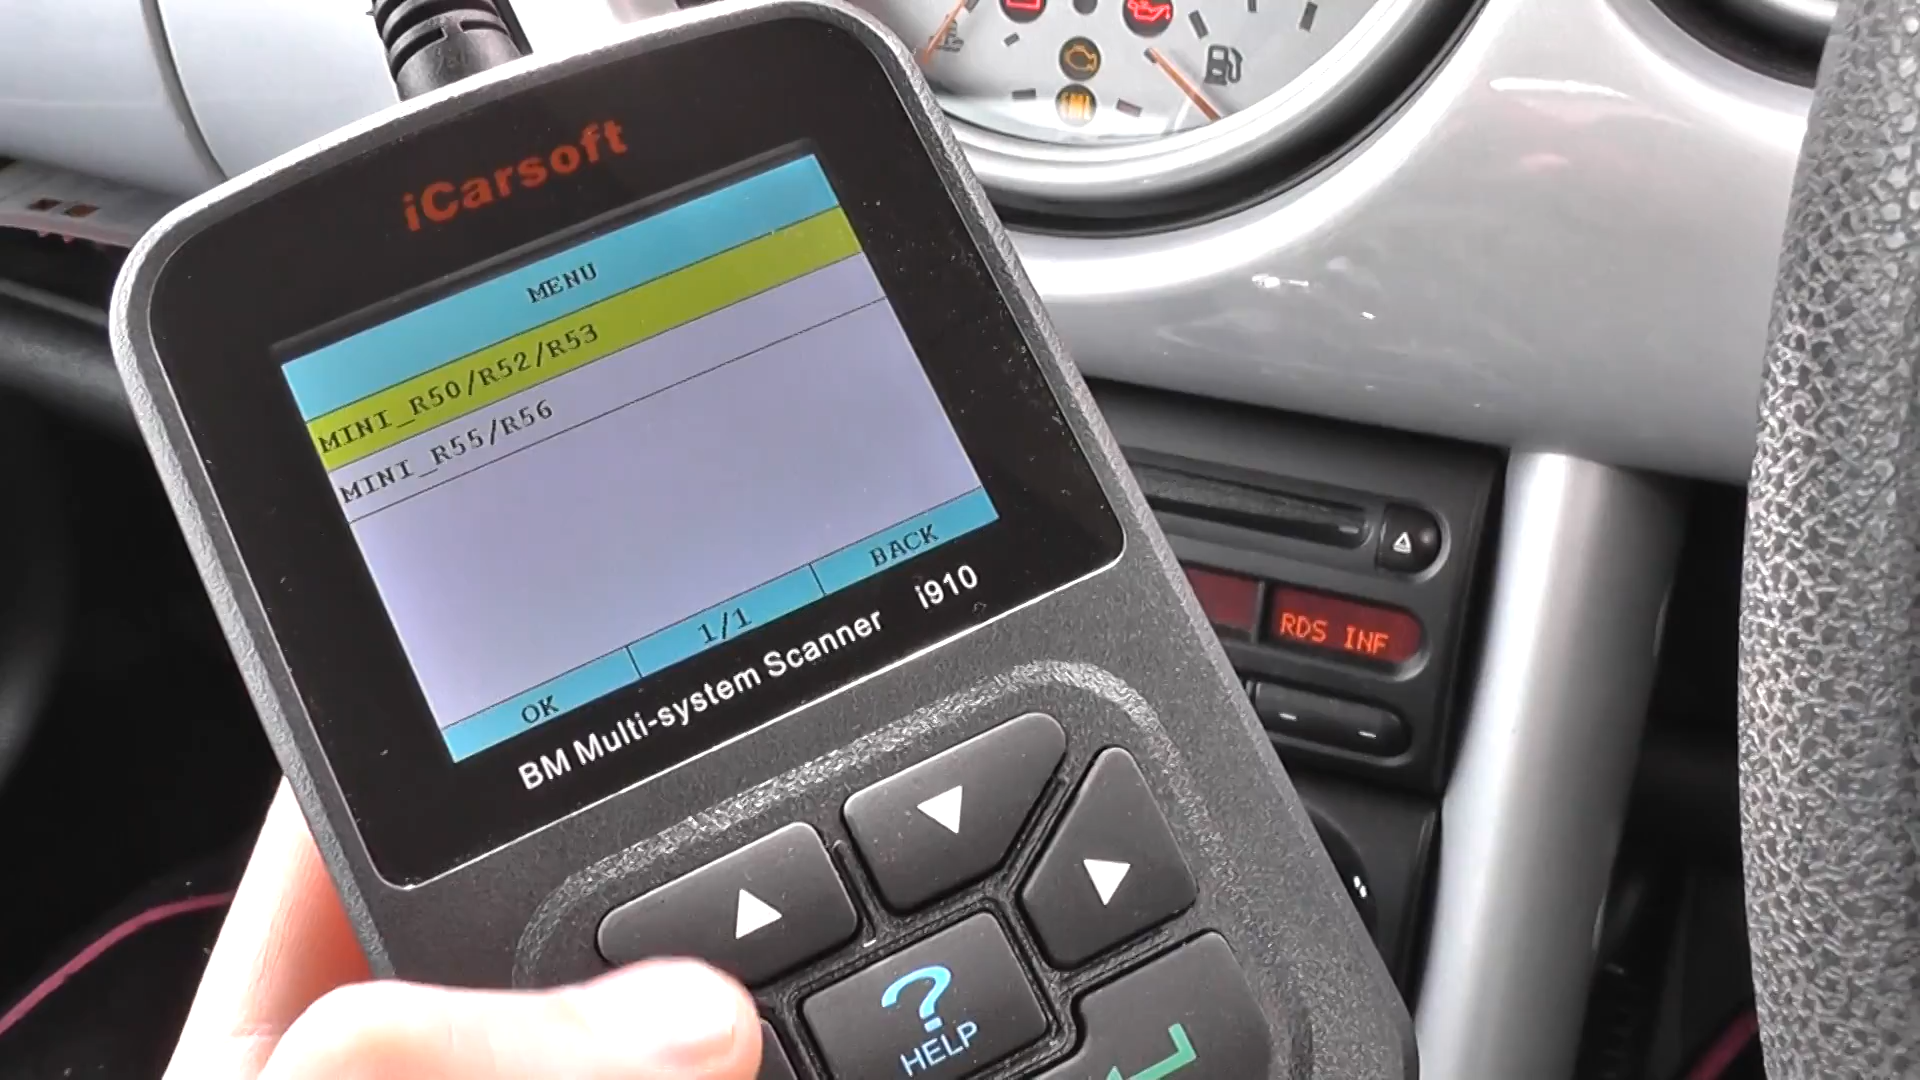 iCarsoft
MENU
MINI_R50/R52/R53
MINI_R55/R56
OK
1/1
BACK
BM Multi-system Scanner i910
RDS INF
? HELP